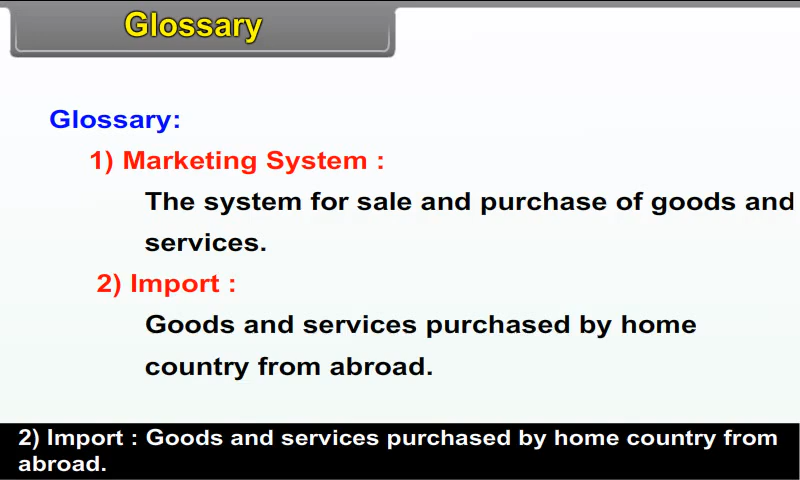 Glossary
Glossary:
1) Marketing System :
The system for sale and purchase of goods and
services.
2) Import :
Goods and services purchased by home
country from abroad.
2) Import : Goods and services purchased by home country from
abroad.